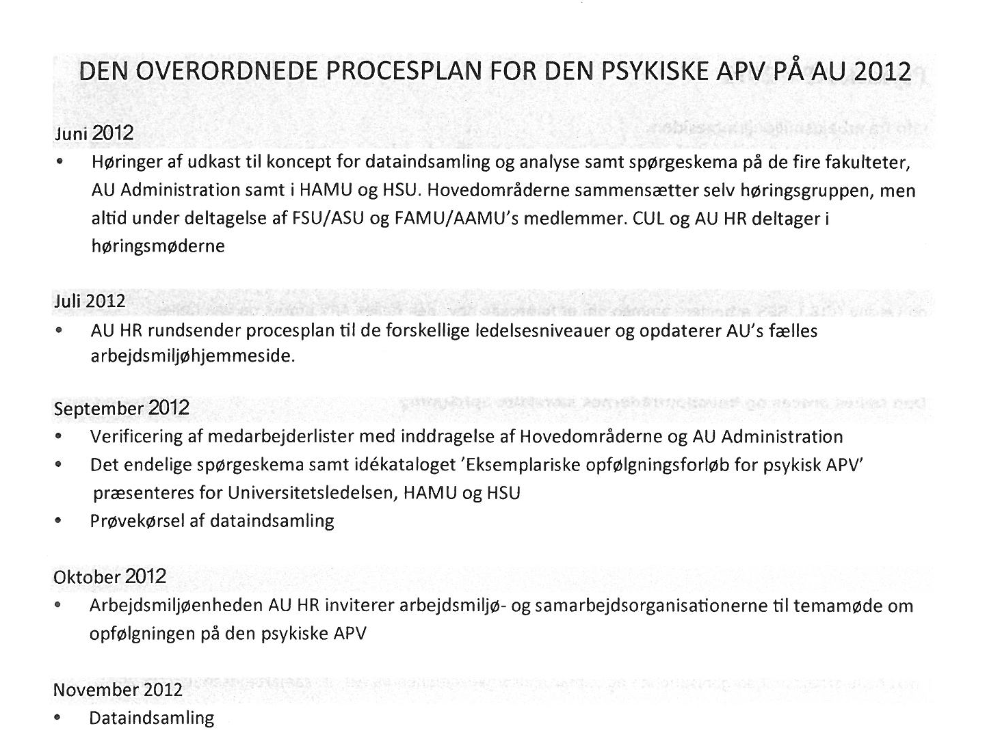 DEN OVERORDNEDE PROCESPLAN FOR DEN PSYKISKE APV PÅ AU 2012
Juni 2012
• Høringer af udkast til koncept for dataindsamling og analyse samt spørgeskema på de fire fakulteter,
AU Administration samt i HAMU og HSU. Hovedområderne sammensætter selv høringsgruppen, men
altid under deltagelse af FSU/ASU og FAMU/AAMU's medlemmer. CUL og AU HR deltager i
høringsmøderne
Juli 2012
• AU HR rundsender procesplan til de forskellige ledelsesniveauer og opdaterer AU's fælles
arbejdsmiljøhjemmeside.
September 2012
• Verificering af medarbejderlister med inddragelse af Hovedområderne og AU Administration
• Det endelige spørgeskema samt idékataloget 'Eksemplariske opfølgningsforløb for psykisk APV'
præsenteres for Universitetsledelsen, HAMU og HSU
• Prøvekørsel af dataindsamling
Oktober 2012
• Arbejdsmiljøenheden AU HR inviterer arbejdsmiljø- og samarbejdsorganisationerne til temamøde om
opfølgningen på den psykiske APV
November 2012
• Dataindsamling